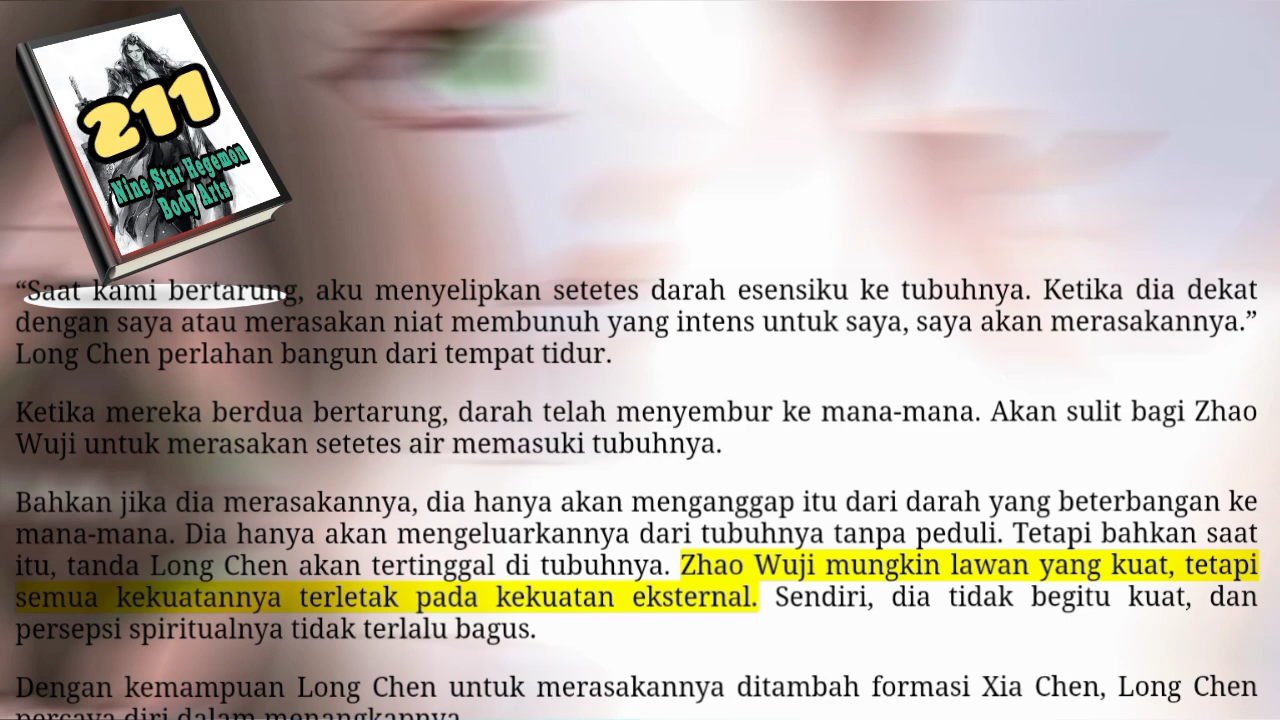 211
Nine Star Hegemon
Body Arts
“Saat kami bertarung, aku menyelipkan setetes darah esensiku ke tubuhnya. Ketika dia dekat
dengan saya atau merasakan niat membunuh yang intens untuk saya, saya akan merasakannya.”
Long Chen perlahan bangun dari tempat tidur.
Ketika mereka berdua bertarung, darah telah menyembur ke mana-mana. Akan sulit bagi Zhao
Wuji untuk merasakan setetes air memasuki tubuhnya.
Bahkan jika dia merasakannya, dia hanya akan menganggap itu dari darah yang beterbangan ke
mana-mana. Dia hanya akan mengeluarkannya dari tubuhnya tanpa peduli. Tetapi bahkan saat
itu, tanda Long Chen akan tertinggal di tubuhnya. Zhao Wuji mungkin lawan yang kuat, tetapi
semua kekuatannya terletak pada kekuatan eksternal. Sendiri, dia tidak begitu kuat, dan
persepsi spiritualnya tidak terlalu bagus.
Dengan kemampuan Long Chen untuk merasakannya ditambah formasi Xia Chen, Long Chen
percaya diri dalam menangkapnya.